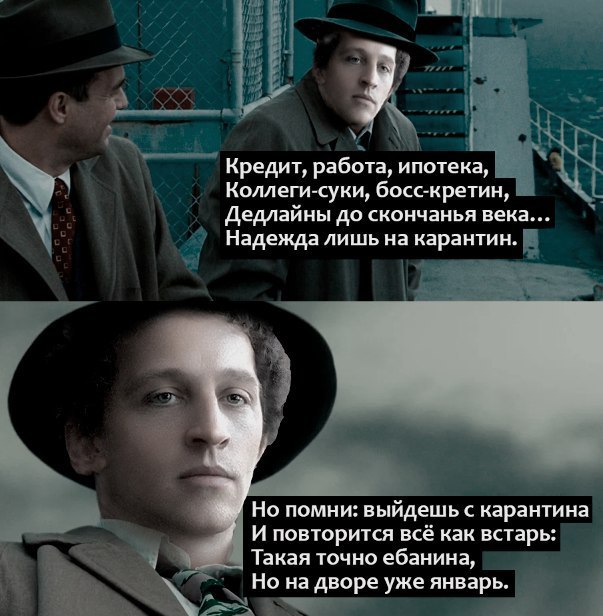 Кредит, работа, ипотека,
Коллеги-суки, босс-кретин,
Дедлайны до скончанья века...
Надежда лишь на карантин.
Но помни: выйдешь с карантина
И повторится всё как встарь:
Такая точно ебанина,
Но на дворе уже январь.